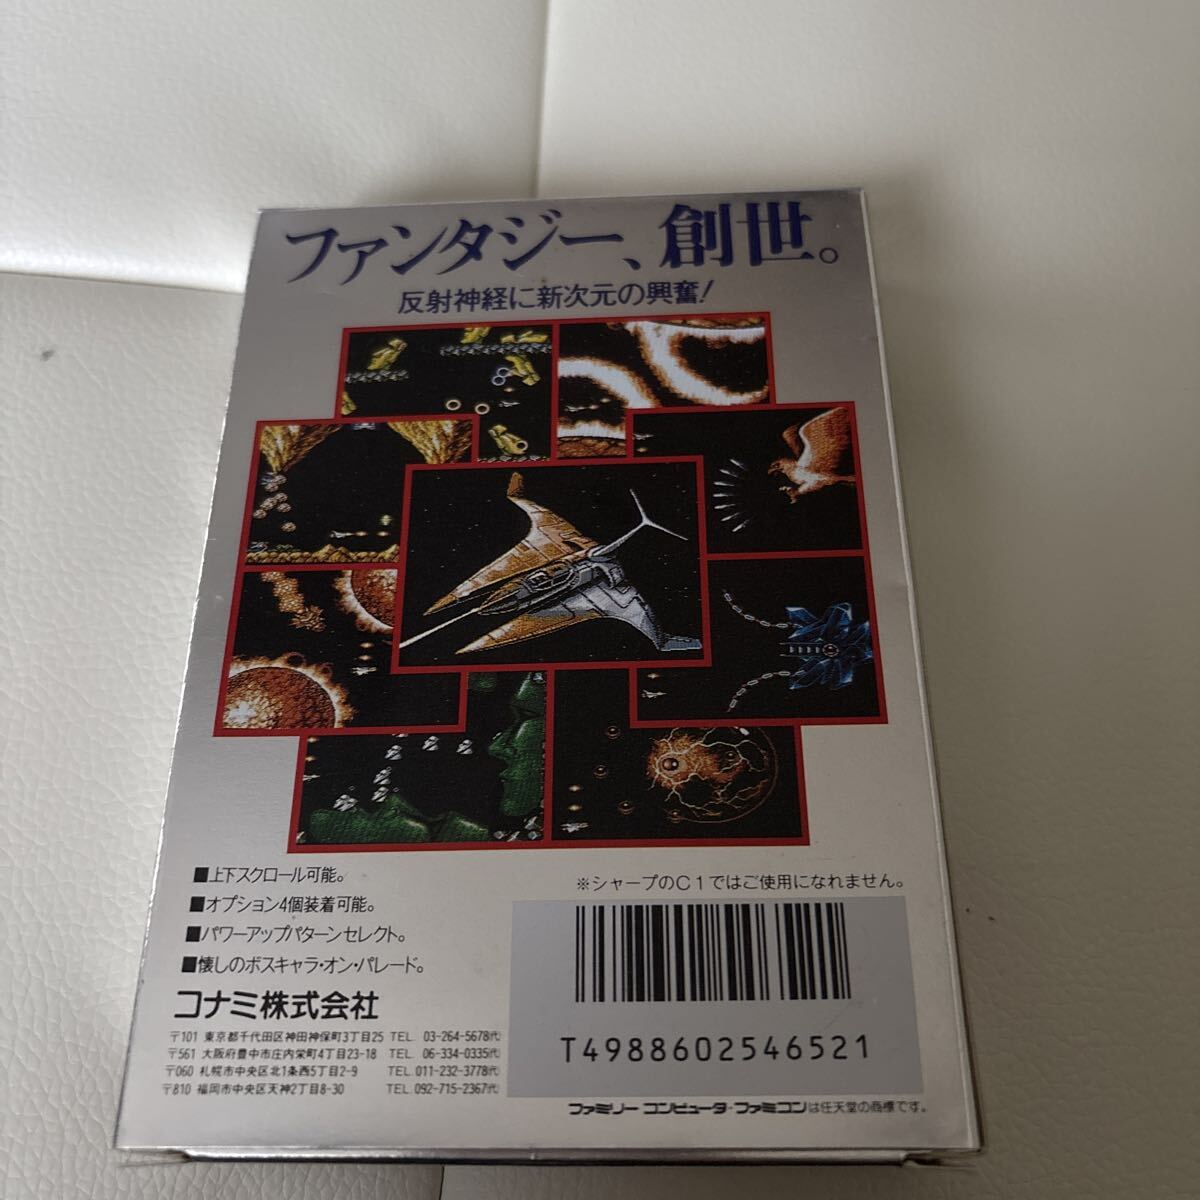 ファンタジー、創世。
反射神経に新次元の興奮!
■上下スクロール可能。
■オプション4個装着可能。
■パワーアップパターンセレクト。
■懐しのボスキャラ・オン・パレード。
コナミ株式会社
〒101 東京都千代田区神田神保町3丁目25 TEL. 03-264-5678㈹
〒561 大阪府豊中市庄内栄町4丁目23-18 TEL. 06-334-0335㈹
〒060 札幌市中央区北1条西5丁目2-9 TEL. 011-232-3778㈹
〒810 福岡市中央区天神2丁目8-30 TEL. 092-715-2367㈹
※シャープのC1ではご使用になれません。
T4988602546521
ファミリーコンピュータ・ファミコンは任天堂の商標です。